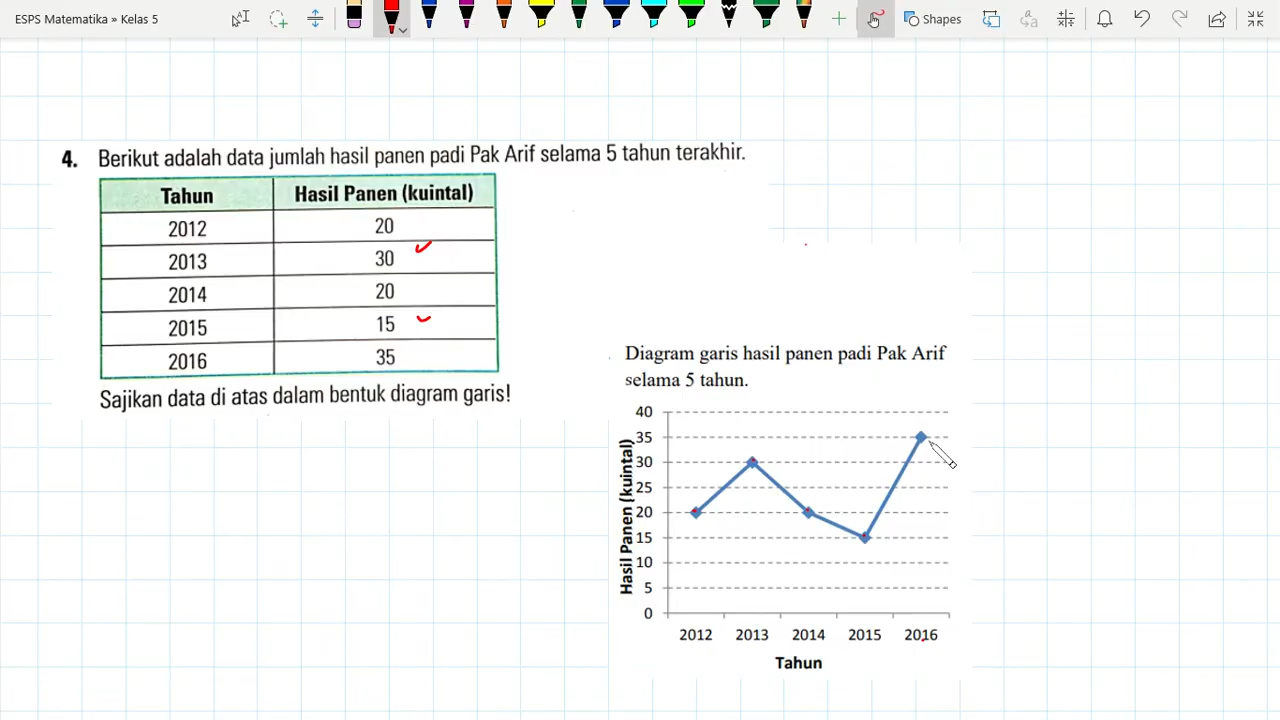 ESPS Matematika » Kelas 5
Shapes
4. Berikut adalah data jumlah hasil panen padi Pak Arif selama 5 tahun terakhir.
Tahun Hasil Panen (kuintal)
2012 20
2013 30
2014 20
2015 15
2016 35
Sajikan data di atas dalam bentuk diagram garis!
Diagram garis hasil panen padi Pak Arif
selama 5 tahun.
Hasil Panen (kuintal)
40
35
30
25
20
15
10
5
0
2012 2013 2014 2015 2016
Tahun